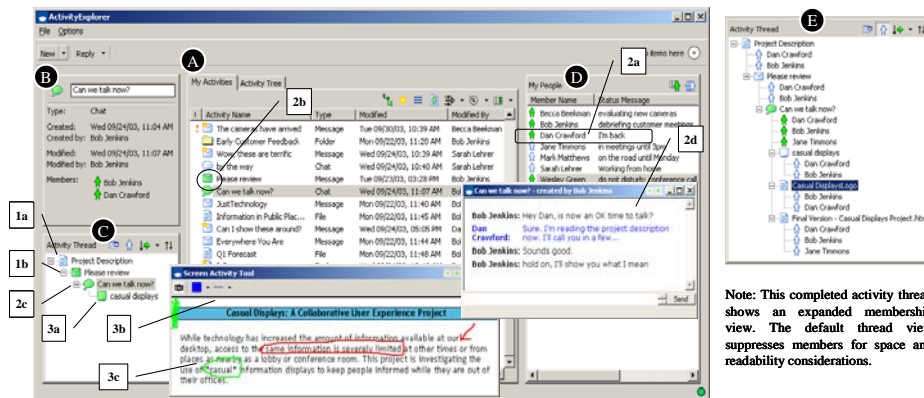 ActivityExplorer
File Options
New Reply
items here
A
B
C
D
E
1a
1b
2a
2b
2c
2d
3a
3b
3c
Can we talk now?
Type: Chat
Created: Wed 09/24/03, 11:04 AM
Created by: Bob Jenkins
Modified: Wed 09/24/03, 11:07 AM
Modified by: Bob Jenkins
Members: Bob Jenkins
Dan Crawford
Activity Thread
Project Description
Please review
Can we talk now?
casual displays
My Activities Activity Tree
! Activity Name Type Modified Modified By
The cameras have arrived Message Tue 09/30/03, 10:39 AM Becca Beekman
Early Customer Feedback Folder Mon 09/22/03, 11:20 AM Bob Jenkins
Wow, these are terrific Message Wed 09/24/03, 10:39 AM Sarah Lehrer
by the way Chat Wed 09/24/03, 10:40 AM Sarah Lehrer
Please review Message Tue 09/23/03, 03:28 PM Bob Jenkins
Can we talk now? Chat Wed 09/24/03, 11:07 AM
JustTechnology Message Mon 09/22/03, 11:40 AM
Information in Public Plac... File Mon 09/22/03, 11:45 AM
Can I show these around? Message Wed 09/24/03, 05:05 PM
Everywhere You Are Message Mon 09/22/03, 11:44 AM
Q1 Forecast File Mon 09/22/03, 11:48 AM
My People
Member Name Status Message
Becca Beekman evaluating new cameras
Bob Jenkins debriefing customer meetings
Dan Crawford I'm back.
Jane Timmons in meetings until 3pm
Mark Matthews on the road until Monday
Sarah Lehrer Working from home
Wesley Green do not disturb: conference call
Can we talk now? - created by Bob Jenkins
Bob Jenkins: Hey Dan, is now an OK time to talk?
Dan Crawford: Sure. I'm reading the project description
now. I'll call you in a few...
Bob Jenkins: Sounds good.
Bob Jenkins: hold on, I'll show you what I mean
Send
Screen Activity Tool
Casual Displays: A Collaborative User Experience Project
While technology has increased the amount of information available at our
desktop, access to the same information is severely limited at other times or from
places as nearby as a lobby or conference room. This project is investigating the
use of "casual" information displays to keep people informed while they are out of
their offices.
Activity Thread
Project Description
Dan Crawford
Bob Jenkins
Please review
Dan Crawford
Bob Jenkins
Can we talk now?
Dan Crawford
Bob Jenkins
Jane Timmons
casual displays
Dan Crawford
Bob Jenkins
Casual DisplaysLogo
Bob Jenkins
Dan Crawford
Final Version - Casual Displays Project.
Dan Crawford
Bob Jenkins
Jane Timmons
Note: This completed activity threa
shows an expanded membershi
view. The default thread vie
suppresses members for space an
readability considerations.